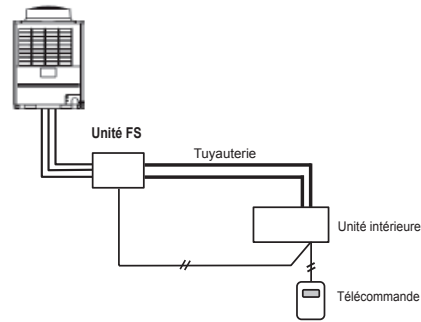 Unité FS
Tuyauterie
Unité intérieure
Télécommande